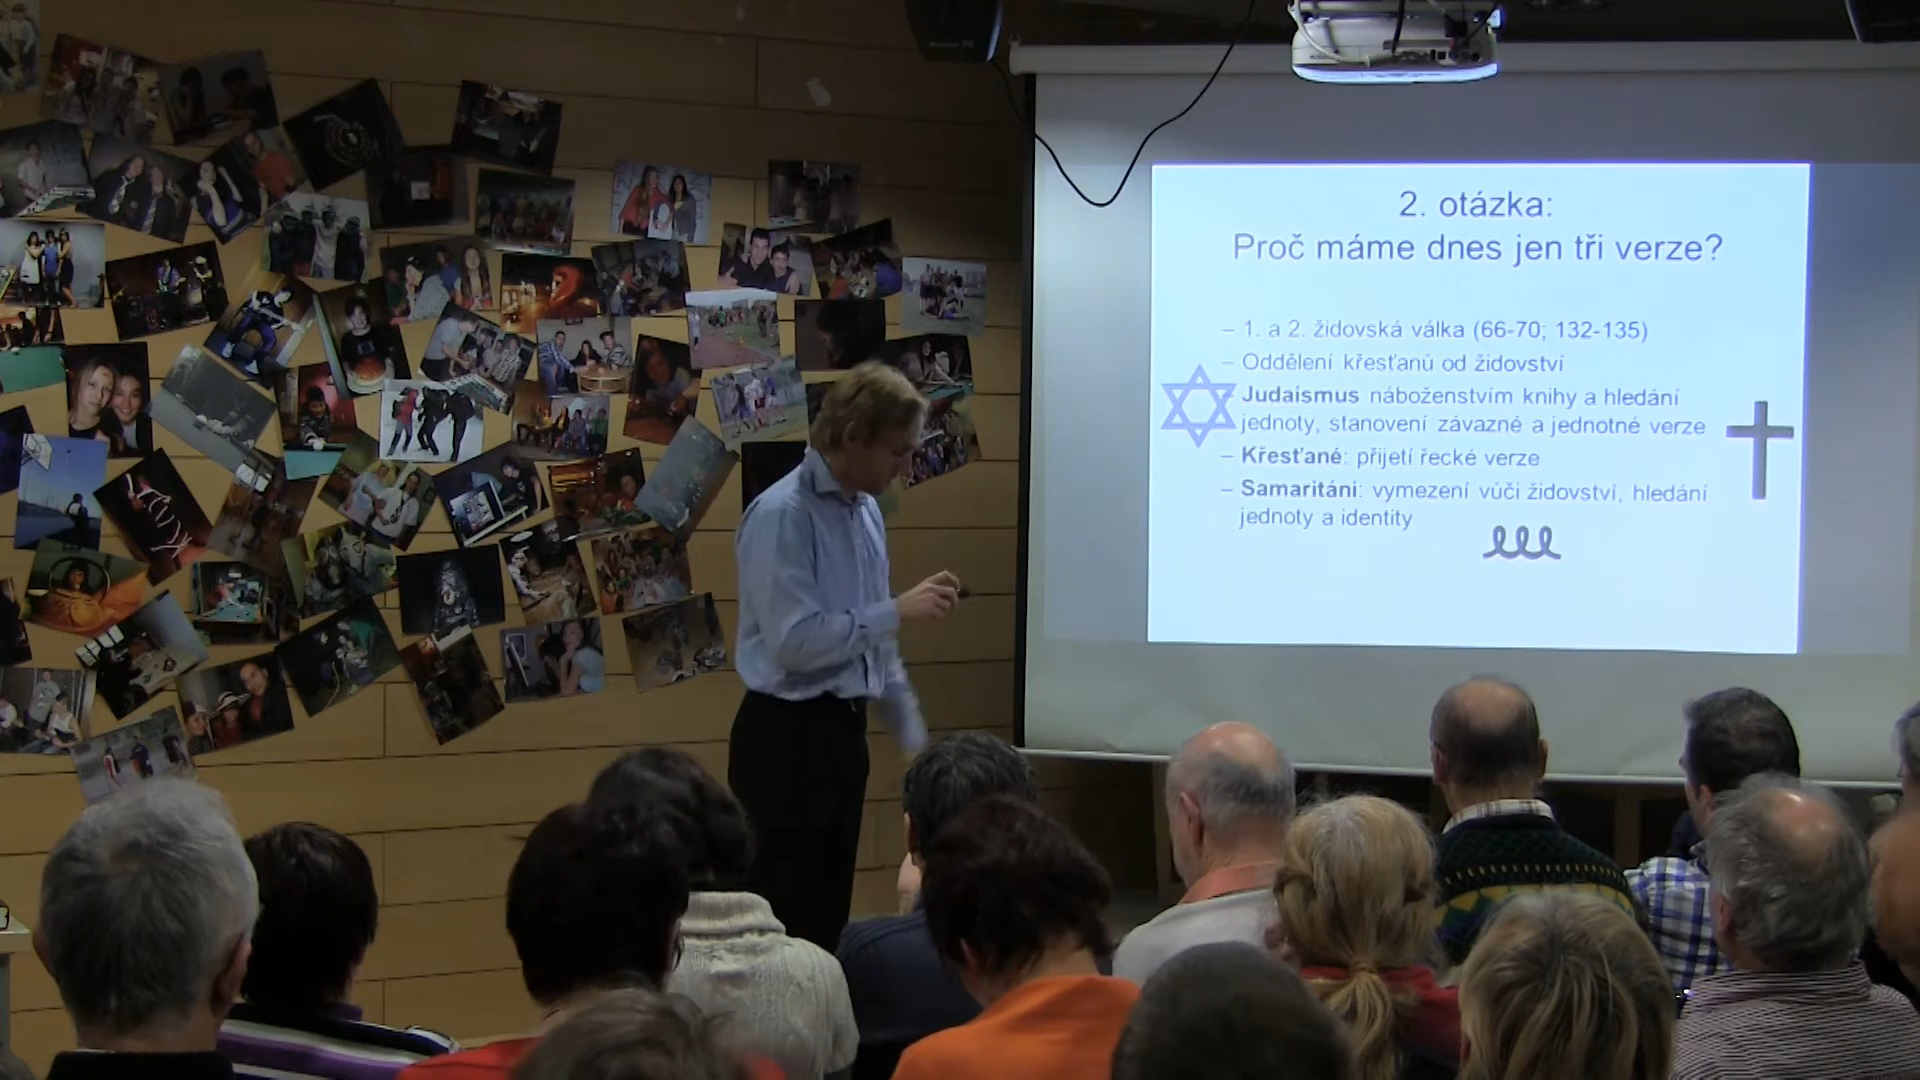 2. otázka:
Proč máme dnes jen tři verze?
– 1. a 2. židovská válka (66-70; 132-135)
– Oddělení křesťanů od židovství
– Judaismus náboženstvím knihy a hledání
jednoty, stanovení závazné a jednotné verze
– Křesťané: přijetí řecké verze
– Samaritáni: vymezení vůči židovství, hledání
jednoty a identity